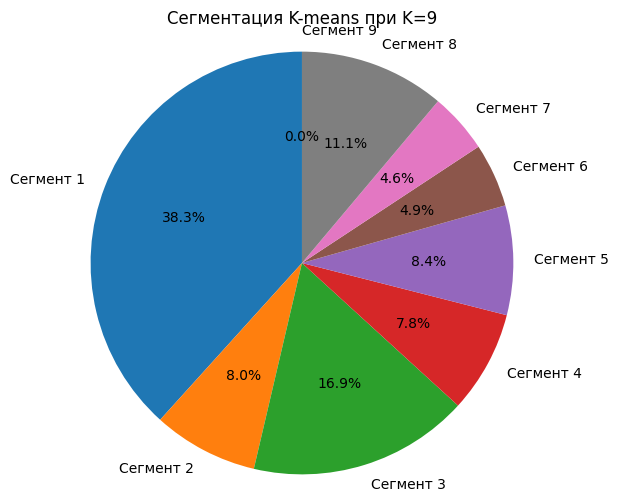 Сегментация K-means при K=9
Сегмент 9
Сегмент 8
Сегмент 7
Сегмент 6
Сегмент 5
Сегмент 4
Сегмент 3
Сегмент 2
Сегмент 1
0.0%
11.1%
4.6%
4.9%
8.4%
7.8%
16.9%
8.0%
38.3%